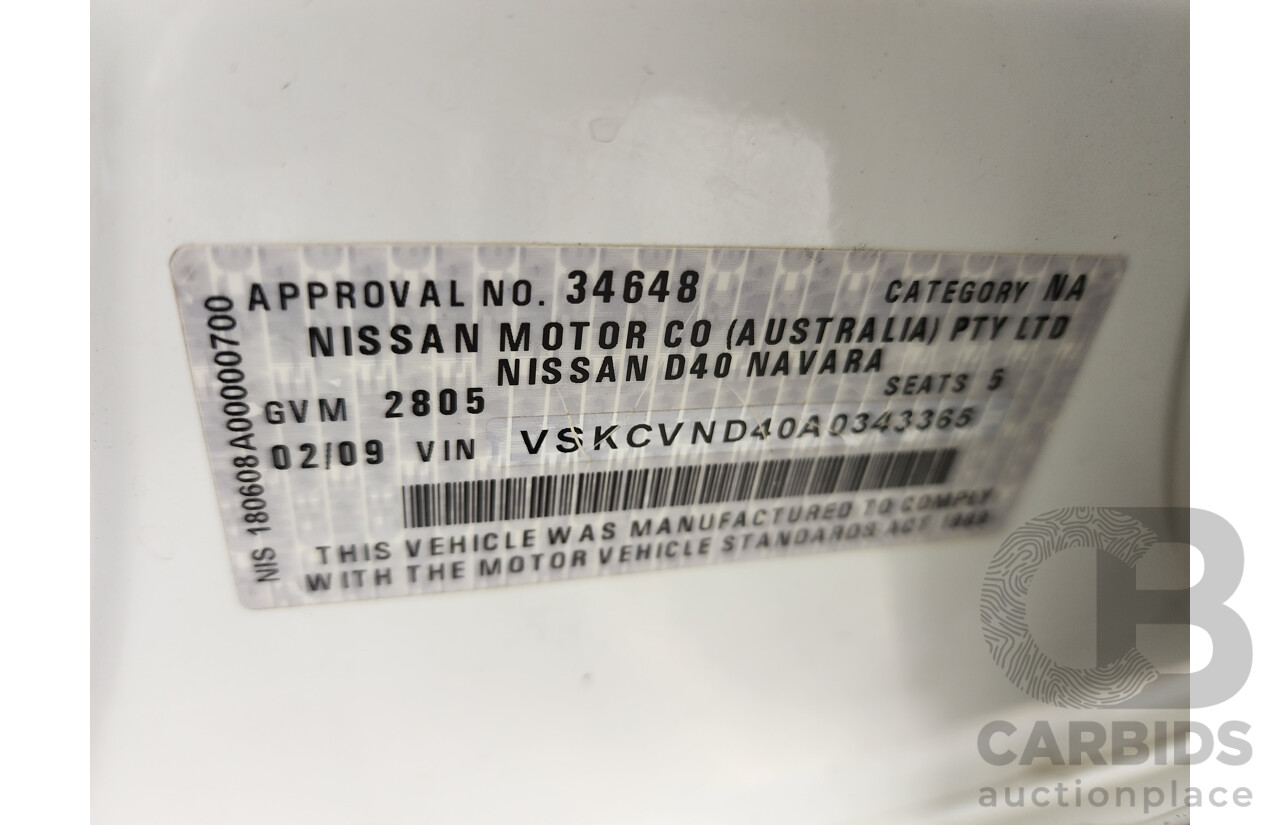 APPROVAL NO. 34648 CATEGORY NA
NISSAN MOTOR CO (AUSTRALIA) PTY LTD
NISSAN D40 NAVARA
GVM 2805 SEATS 5
02/09 VIN VSKCVND40A0343365
THIS VEHICLE WAS MANUFACTURED TO COMPLY
WITH THE MOTOR VEHICLE STANDARDS ACT 1989
NIS 180608A00000700
CB
CARBIDS
auctionplace